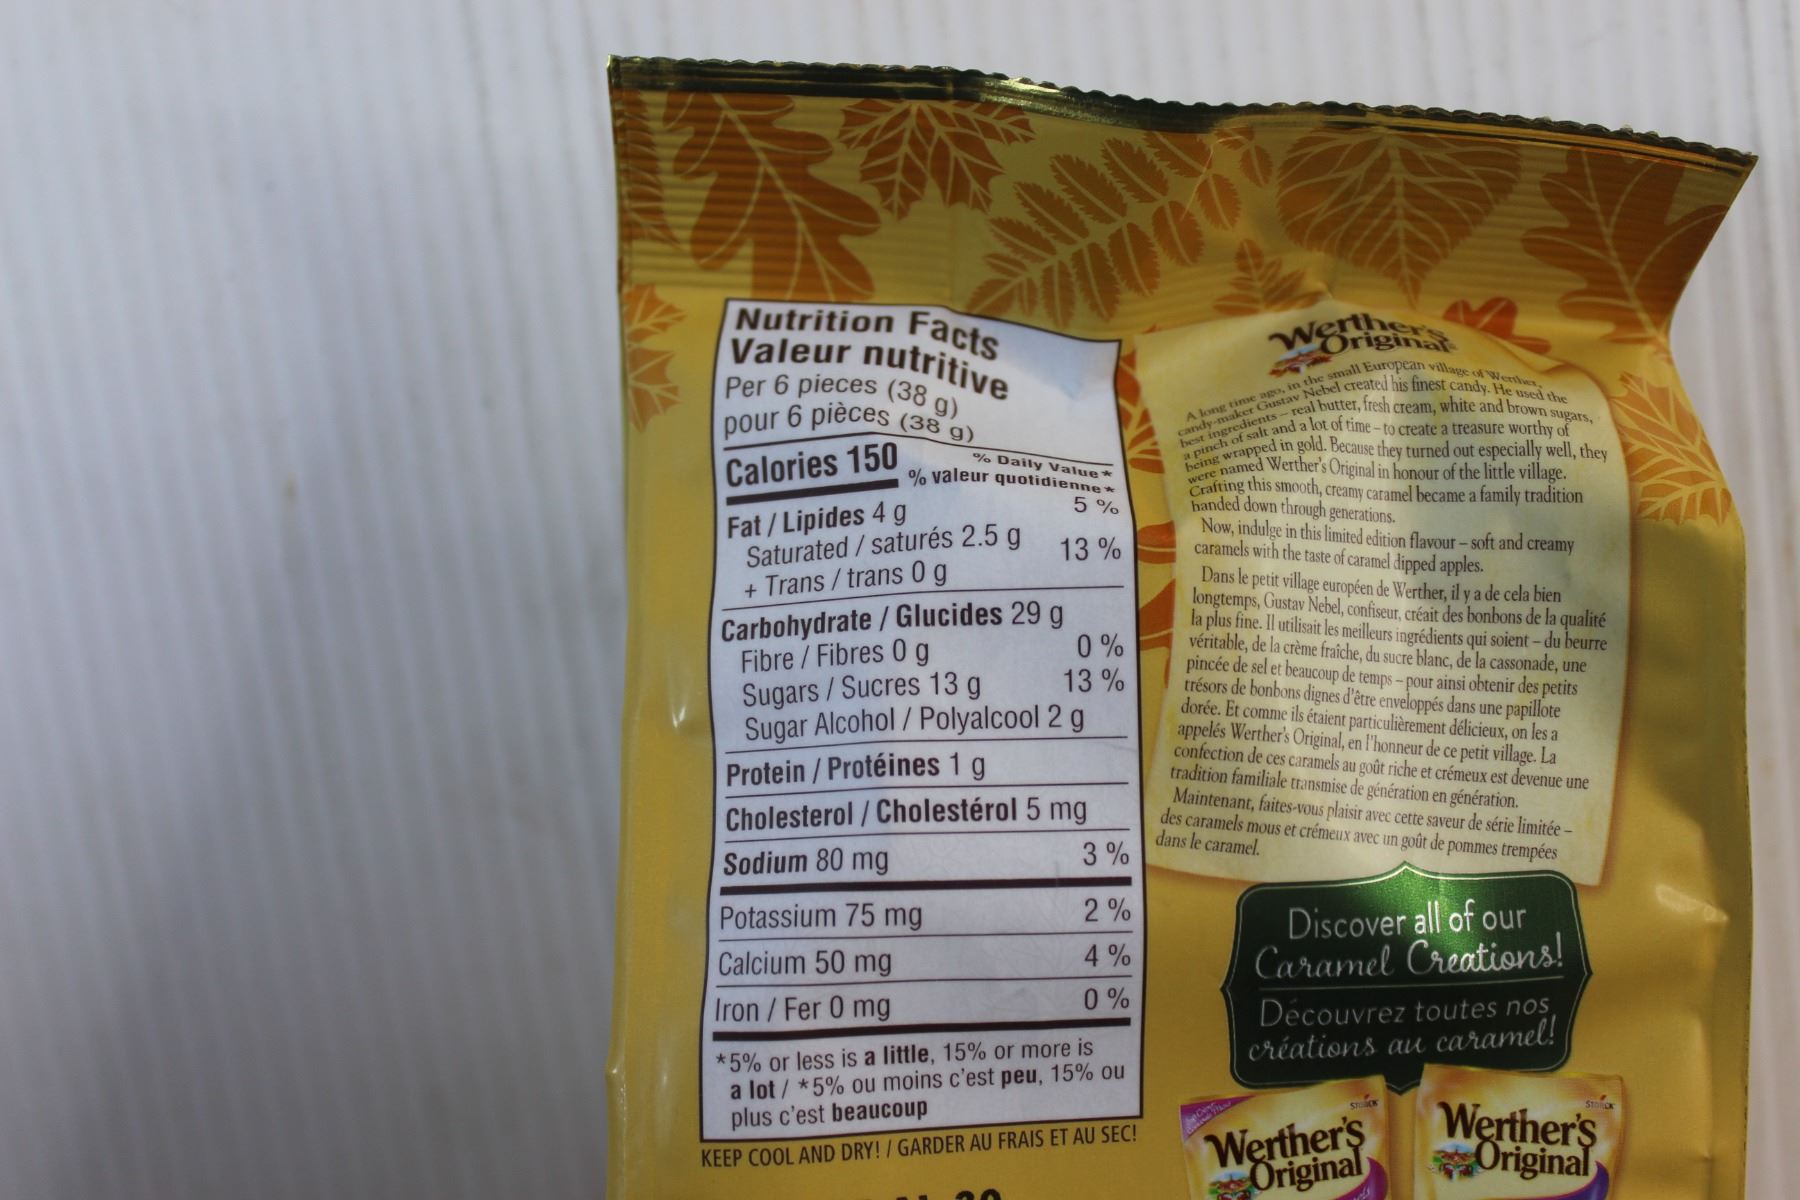 Nutrition Facts
Valeur nutritive
Per 6 pieces (38 g)
pour 6 pièces (38 g)
Calories 150
% Daily Value*
% valeur quotidienne*
Fat / Lipides 4 g 5 %
Saturated / saturés 2.5 g 13 %
+ Trans / trans 0 g
Carbohydrate / Glucides 29 g
Fibre / Fibres 0 g 0 %
Sugars / Sucres 13 g 13 %
Sugar Alcohol / Polyalcool 2 g
Protein / Protéines 1 g
Cholesterol / Cholestérol 5 mg
Sodium 80 mg 3 %
Potassium 75 mg 2 %
Calcium 50 mg 4 %
Iron / Fer 0 mg 0 %
*5% or less is a little, 15% or more is
a lot / *5% ou moins c'est peu, 15% ou
plus c'est beaucoup
KEEP COOL AND DRY! / GARDER AU FRAIS ET AU SEC!
Werther's
Original
A long time ago, in the small European village of Werther,
candy-maker Gustav Nebel created his finest candy. He used the
best ingredients – real butter, fresh cream, white and brown sugars,
a pinch of salt and a lot of time – to create a treasure worthy of
being wrapped in gold. Because they turned out especially well, they
were named Werther's Original in honour of the little village.
Crafting this smooth, creamy caramel became a family tradition
handed down through generations.
Now, indulge in this limited edition flavour – soft and creamy
caramels with the taste of caramel dipped apples.
Dans le petit village européen de Werther, il y a de cela bien
longtemps, Gustav Nebel, confiseur, créait des bonbons de la qualité
la plus fine. Il utilisait les meilleurs ingrédients qui soient – du beurre
véritable, de la crème fraîche, du sucre blanc, de la cassonade, une
pincée de sel et beaucoup de temps – pour ainsi obtenir des petits
trésors de bonbons dignes d'être enveloppés dans une papillote
dorée. Et comme ils étaient particulièrement délicieux, on les a
appelés Werther's Original, en l'honneur de ce petit village. La
confection de ces caramels au goût riche et crémeux est devenue une
tradition familiale transmise de génération en génération.
Maintenant, faites-vous plaisir avec cette saveur de série limitée –
des caramels mous et crémeux avec un goût de pommes trempées
dans le caramel.
Discover all of our
Caramel Creations!
Découvrez toutes nos
créations au caramel!
STORCK
Werther's
Original
STORCK
Werther's
Original